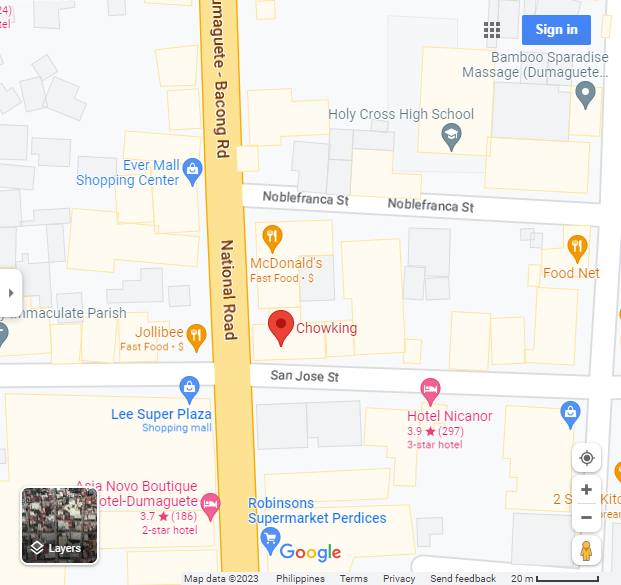 24)
tel
Dumaguete - Bacong Rd
Sign in
Bamboo Sparadise
Massage (Dumaguete...
Holy Cross High School
Ever Mall
Shopping Center
Noblefranca St
Noblefranca St
National Road
McDonald's
Fast Food • $
Food Net
Immaculate Parish
Jollibee
Fast Food • $
Chowking
San Jose St
Lee Super Plaza
Shopping mall
Hotel Nicanor
3.9 ★ (297)
3-star hotel
Asia Novo Boutique
Hotel-Dumaguete
3.7 ★ (186)
2-star hotel
Robinsons
Supermarket Perdices
Layers
Google
Map data ©2023 Philippines Terms Privacy Send feedback 20 m